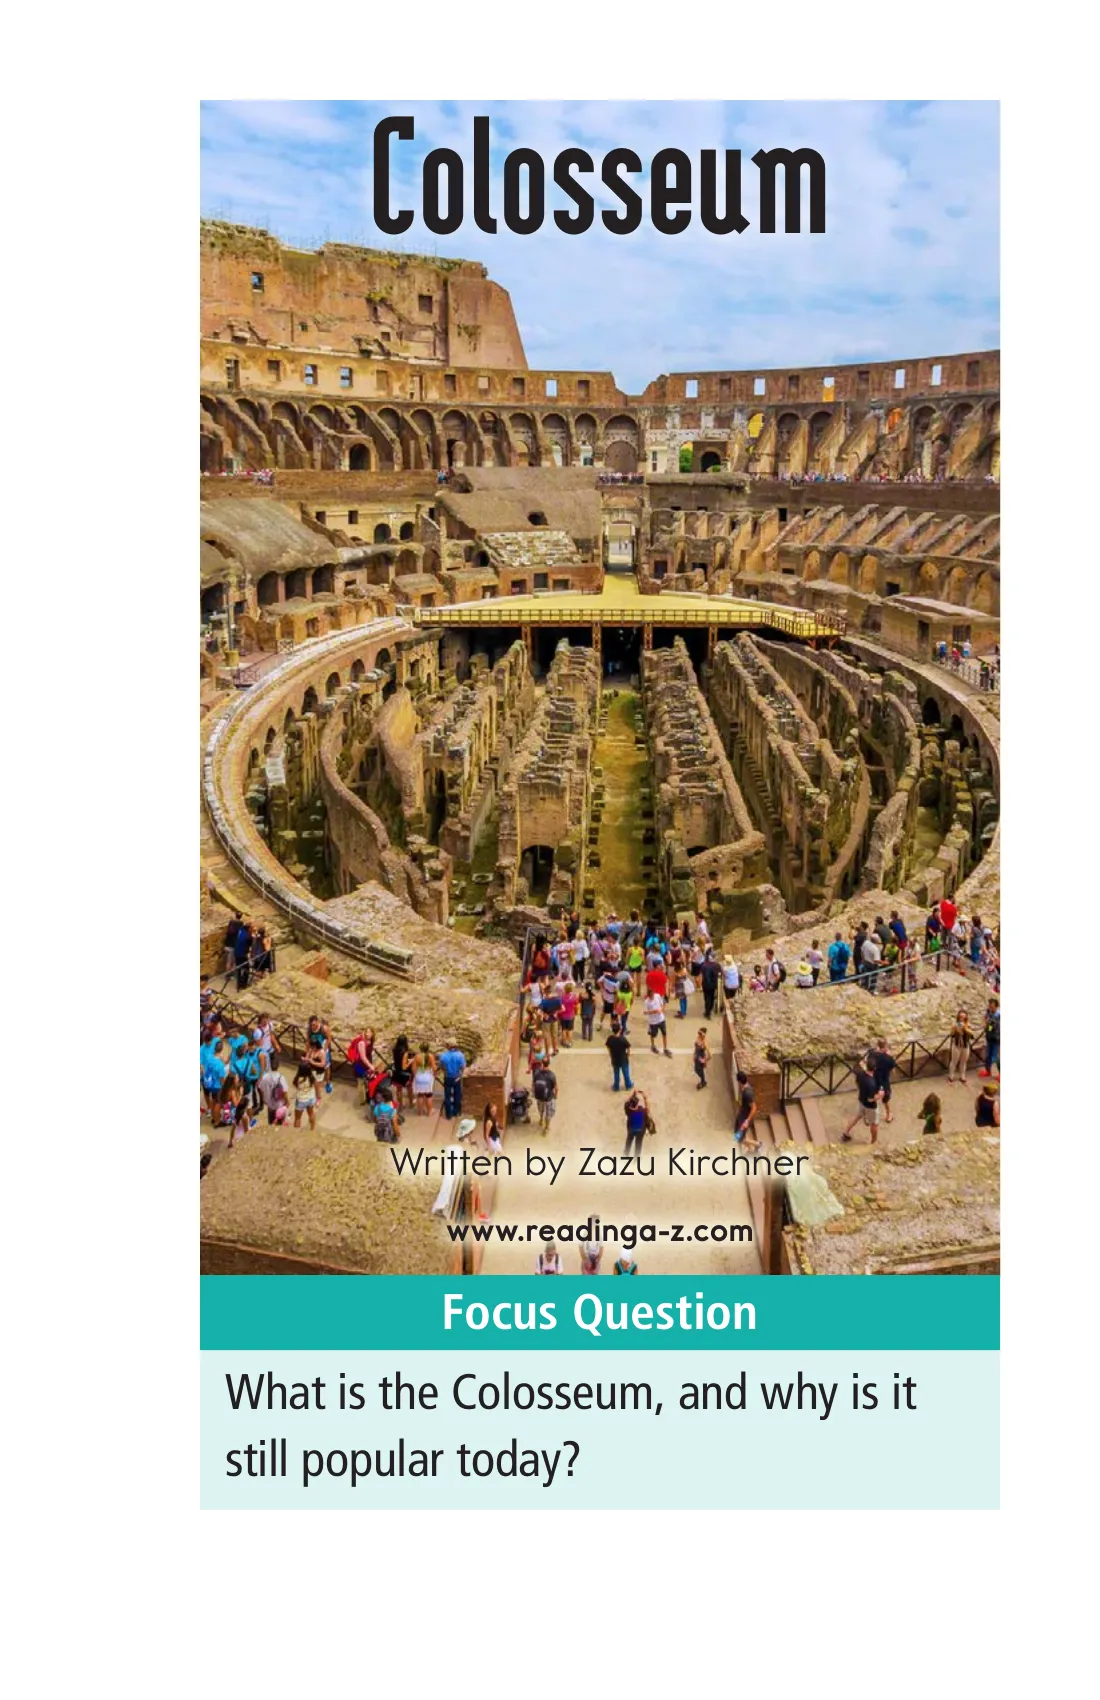 Colosseum
Written by Zazu Kirchner
www.readinga-z.com
Focus Question
What is the Colosseum, and why is it
still popular today?